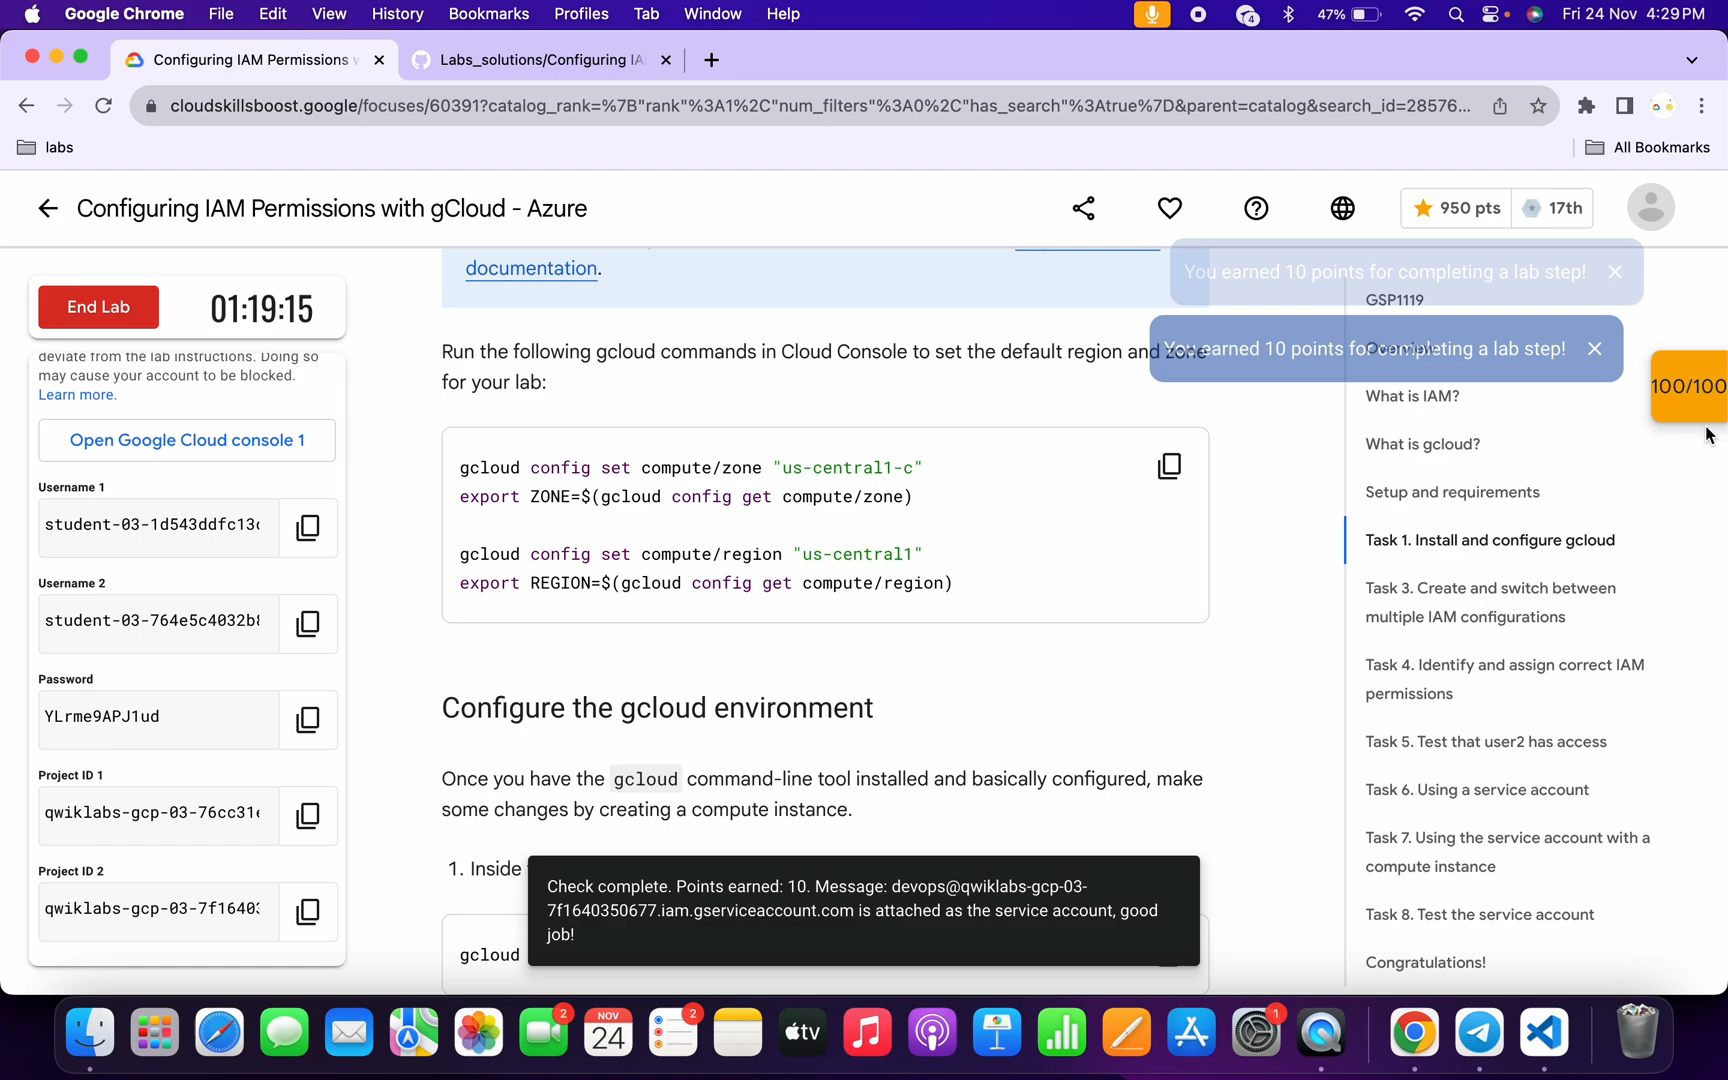 Google Chrome File Edit View History Bookmarks Profiles Tab Window Help
4 47% Fri 24 Nov 4:29 PM
Configuring IAM Permissions
Labs_solutions/Configuring IA
cloudskillsboost.google/focuses/60391?catalog_rank=%7B"rank"%3A1%2C"num_filters"%3A0%2C"has_search"%3Atrue%7D&parent=catalog&search_id=28576...
labs
All Bookmarks
Configuring IAM Permissions with gCloud - Azure
950 pts 17th
End Lab 01:19:15
deviate from the lab instructions. Doing so
may cause your account to be blocked.
Learn more.
Open Google Cloud console 1
Username 1
student-03-1d543ddfc13
Username 2
student-03-764e5c4032b
Password
YLrme9APJ1ud
Project ID 1
qwiklabs-gcp-03-76cc31
Project ID 2
qwiklabs-gcp-03-7f16403
documentation.
Run the following gcloud commands in Cloud Console to set the default region and zone
for your lab:
gcloud config set compute/zone "us-central1-c"
export ZONE=$(gcloud config get compute/zone)
gcloud config set compute/region "us-central1"
export REGION=$(gcloud config get compute/region)
Configure the gcloud environment
Once you have the gcloud command-line tool installed and basically configured, make
some changes by creating a compute instance.
1. Inside
gcloud
Check complete. Points earned: 10. Message: devops@qwiklabs-gcp-03-
7f1640350677.iam.gserviceaccount.com is attached as the service account, good
job!
You earned 10 points for completing a lab step!
GSP1119
You earned 10 points for completing a lab step!
Overview
100/100
What is IAM?
What is gcloud?
Setup and requirements
Task 1. Install and configure gcloud
Task 3. Create and switch between
multiple IAM configurations
Task 4. Identify and assign correct IAM
permissions
Task 5. Test that user2 has access
Task 6. Using a service account
Task 7. Using the service account with a
compute instance
Task 8. Test the service account
Congratulations!
2 NOV 24 2 tv 1